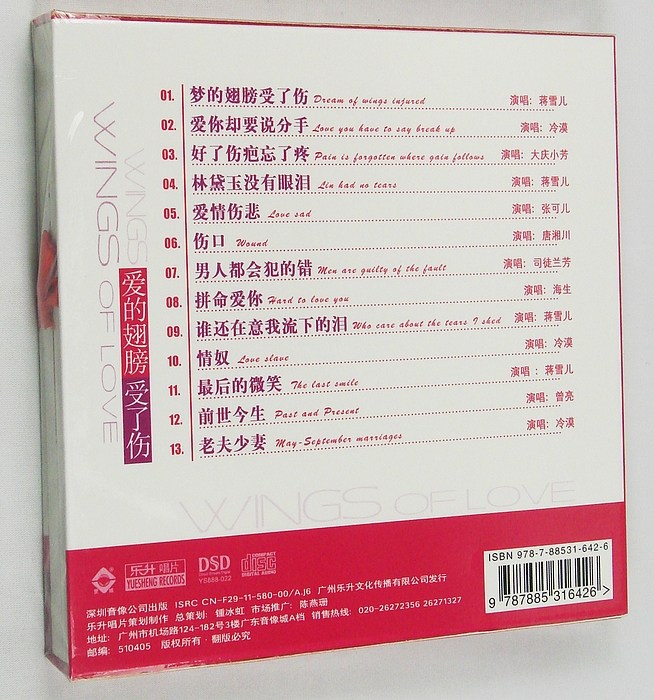 01. 梦的翅膀受了伤 Dream of wings injured 演唱：蒋雪儿
02. 爱你却要说分手 Love you have to say break up 演唱：冷漠
03. 好了伤疤忘了疼 Pain is forgotten where gain follows 演唱：大庆小芳
04. 林黛玉没有眼泪 Lin had no tears 演唱：蒋雪儿
05. 爱情伤悲 Love sad 演唱：张可儿
06. 伤口 Wound 演唱：唐湘川
07. 男人都会犯的错 Men are guilty of the fault 演唱：司徒兰芳
08. 拼命爱你 Hard to love you 演唱：海生
09. 谁还在意我流下的泪 Who care about the tears I shed 演唱：蒋雪儿
10. 情奴 Love slave 演唱：冷漠
11. 最后的微笑 The last smile 演唱：蒋雪儿
12. 前世今生 Past and Present 演唱：曾亮
13. 老夫少妻 May-September marriages 演唱：冷漠
WINGS OF LOVE
WINGS
爱的翅膀受了伤
WINGS OF LOVE
乐升唱片
YUESHENG RECORDS
DSD
YS888-022
COMPACT
disc
DIGITAL AUDIO
ISBN 978-7-88531-642-6
9 787885 316426 >
深圳音像公司出版 ISRC CN-F29-11-580-00/A.J6 广州乐升文化传播有限公司发行
乐升唱片策划制作 总策划：锺冰虹 市场推广：陈燕珊
地址：广州市机场路124-182号3楼广东音像城A档 销售热线：020-26272356 26271327
邮编：510405 版权所有·翻版必究